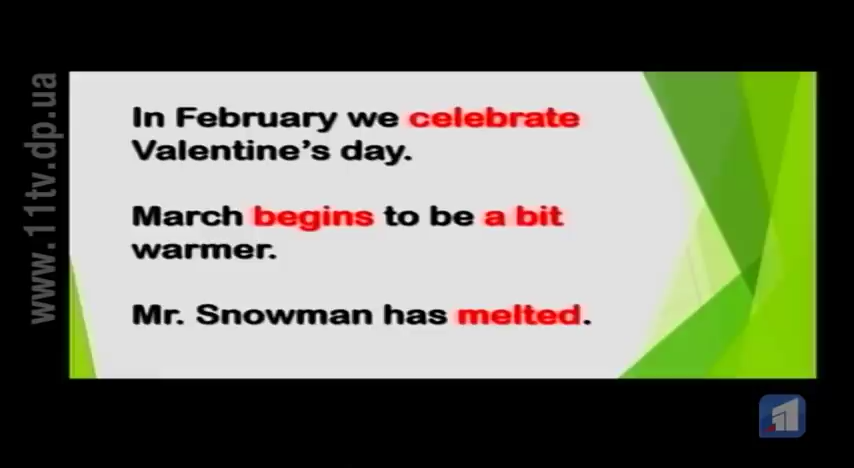 www.11tv.dp.ua
In February we celebrate
Valentine's day.
March begins to be a bit
warmer.
Mr. Snowman has melted.
11